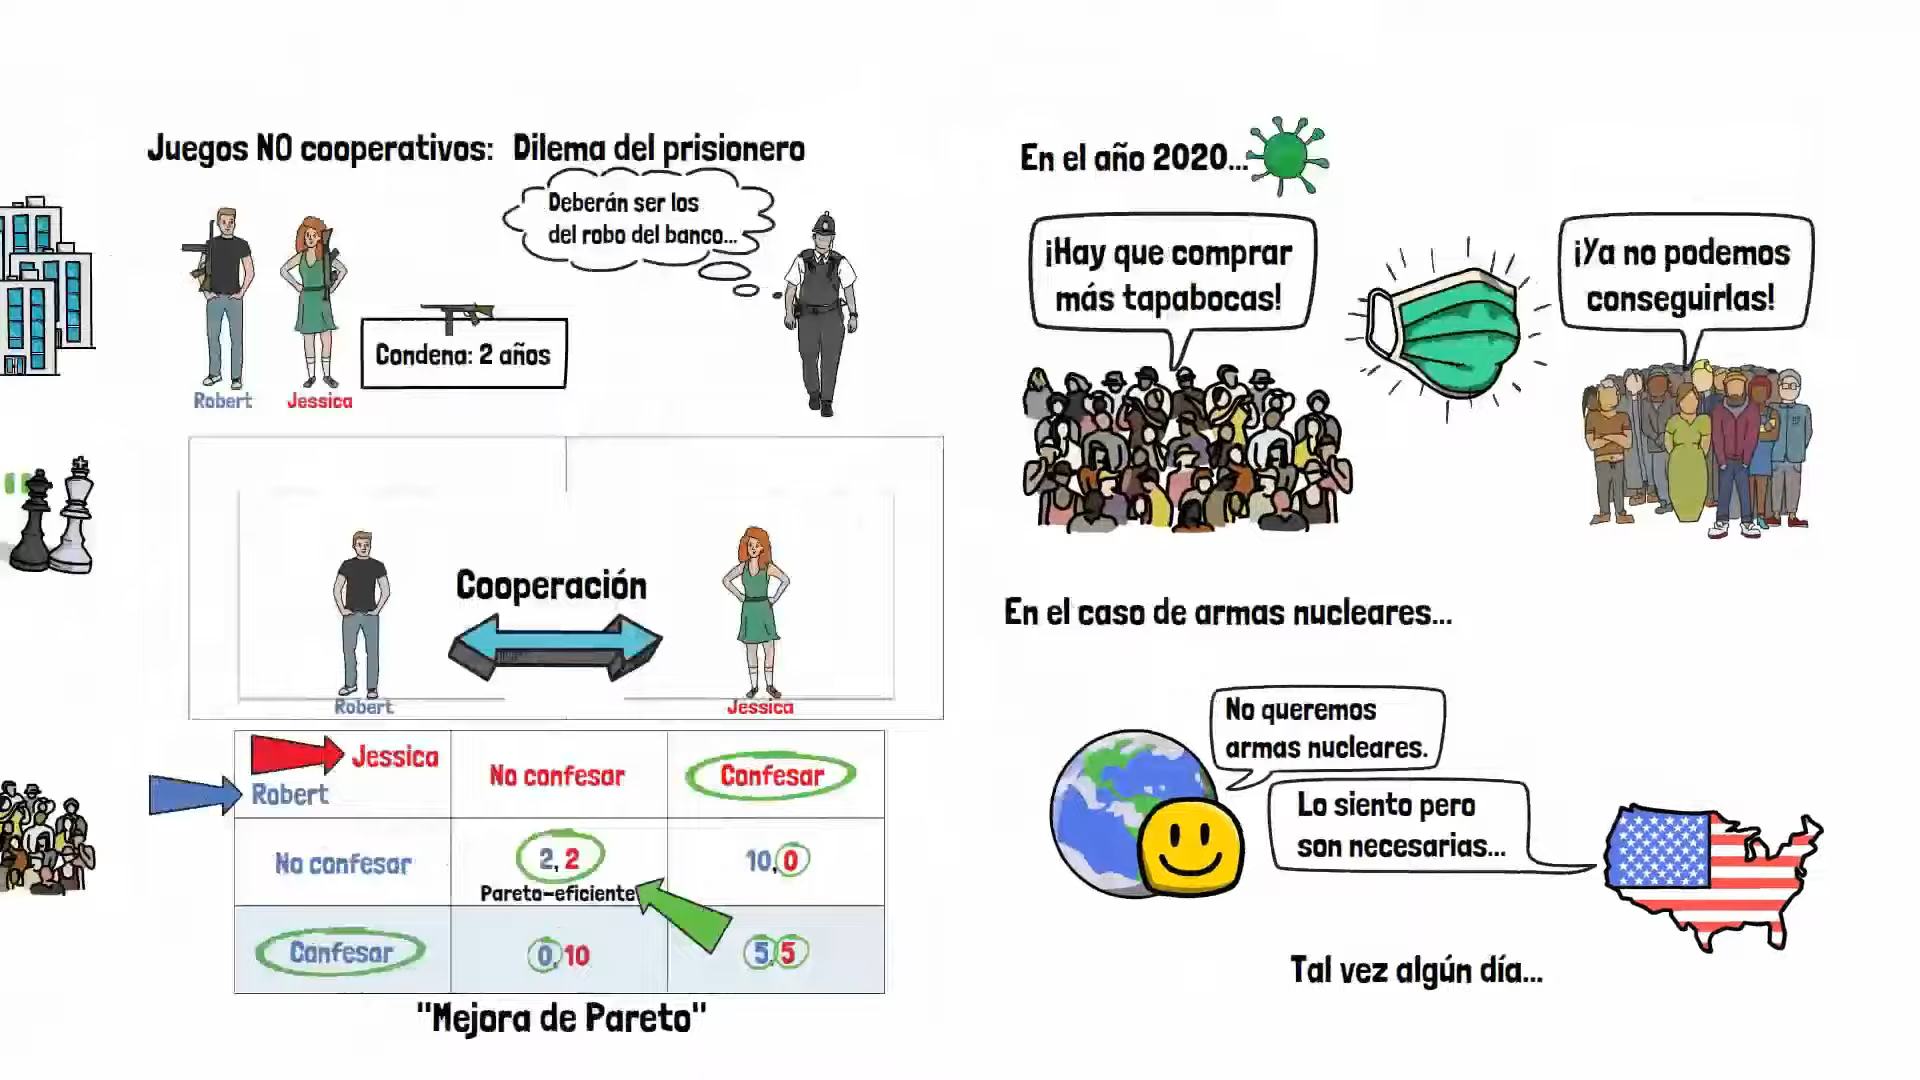 Juegos NO cooperativos: Dilema del prisionero
Deberán ser los
del robo del banco...
Condena: 2 años
Robert
Jessica
Cooperación
Robert
Jessica
Jessica
Robert
No confesar
Confesar
No confesar
2, 2
Pareto-eficiente
10, 0
Confesar
0, 10
5, 5
"Mejora de Pareto"
En el año 2020...
¡Hay que comprar
más tapabocas!
¡Ya no podemos
conseguirlas!
En el caso de armas nucleares...
No queremos
armas nucleares.
Lo siento pero
son necesarias...
Tal vez algún día...